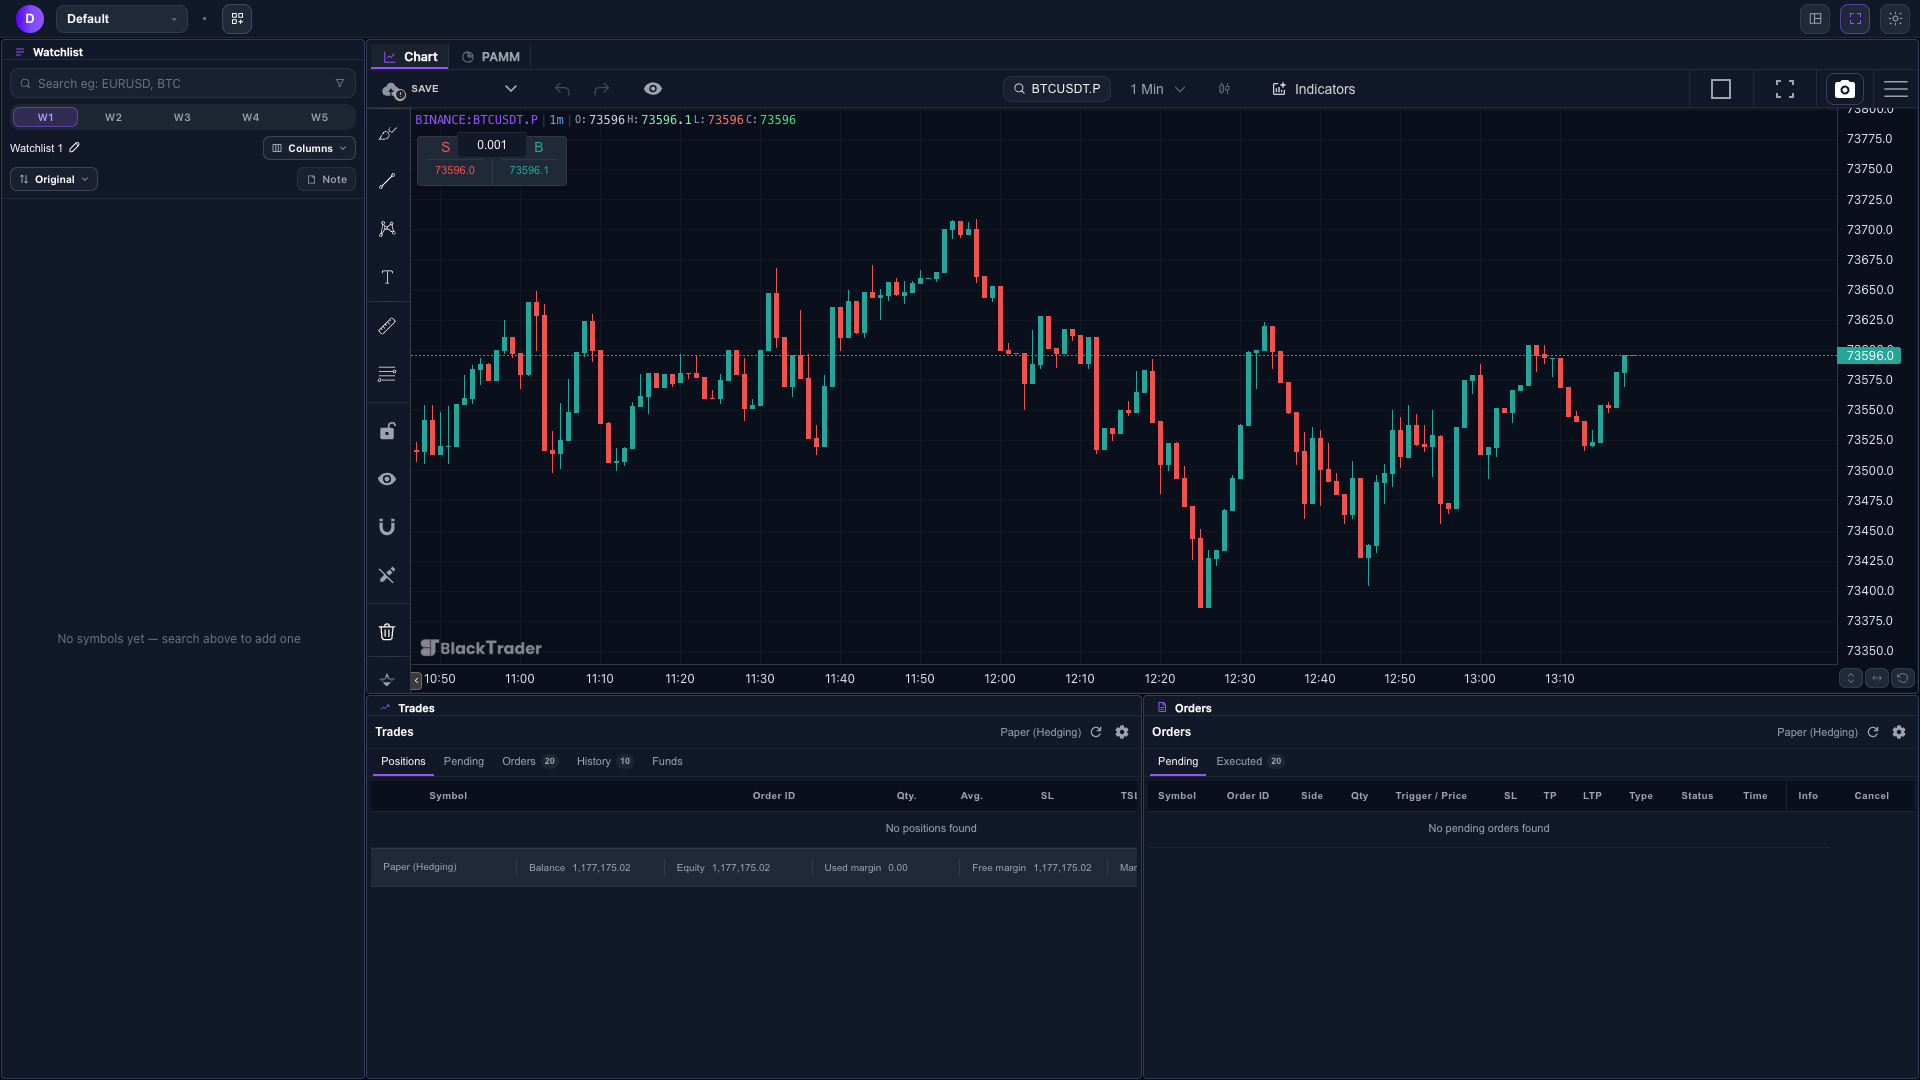 D
Default
Watchlist
Search eg: EURUSD, BTC
W1 W2 W3 W4 W5
Watchlist 1
Columns
Original
Note
No symbols yet — search above to add one
Chart
PAMM
SAVE
BTCUSDT.P
1 Min
Indicators
BINANCE:BTCUSDT.P 1m O: 73596 H: 73596.1 L: 73596 C: 73596
S 0.001 B
73596.0 73596.1
T
73800.0
73775.0
73750.0
73725.0
73700.0
73675.0
73650.0
73625.0
73596.0
73575.0
73550.0
73525.0
73500.0
73475.0
73450.0
73425.0
73400.0
73375.0
73350.0
BlackTrader
10:50 11:00 11:10 11:20 11:30 11:40 11:50 12:00 12:10 12:20 12:30 12:40 12:50 13:00 13:10
Trades
Trades
Paper (Hedging)
Positions Pending Orders 20 History 10 Funds
Symbol Order ID Qty. Avg. SL TSL
No positions found
Paper (Hedging) Balance 1,177,175.02 Equity 1,177,175.02 Used margin 0.00 Free margin 1,177,175.02 Mar
Orders
Orders
Paper (Hedging)
Pending Executed 20
Symbol Order ID Side Qty Trigger / Price SL TP LTP Type Status Time Info Cancel
No pending orders found